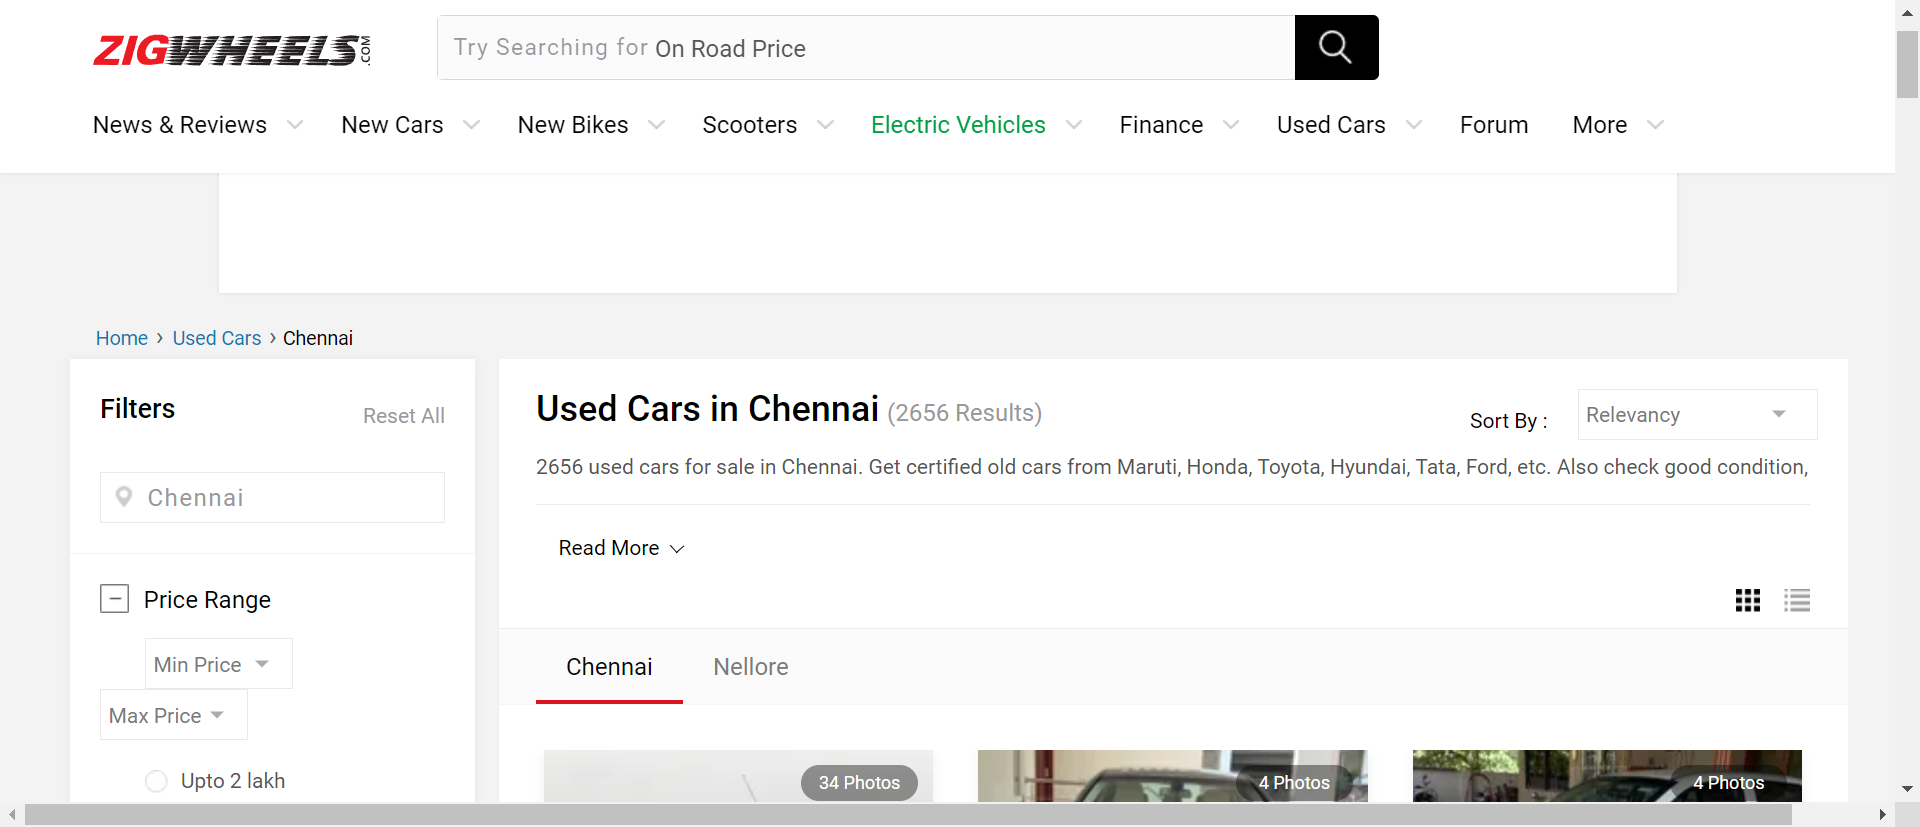 ZIGWHEELS.COM
Try Searching for On Road Price
News & Reviews New Cars New Bikes Scooters Electric Vehicles Finance Used Cars Forum More
Home › Used Cars › Chennai
Filters
Reset All
Chennai
Price Range
Min Price
Max Price
Upto 2 lakh
Used Cars in Chennai (2656 Results)
Sort By : Relevancy
2656 used cars for sale in Chennai. Get certified old cars from Maruti, Honda, Toyota, Hyundai, Tata, Ford, etc. Also check good condition,
Read More
Chennai Nellore
34 Photos 4 Photos 4 Photos